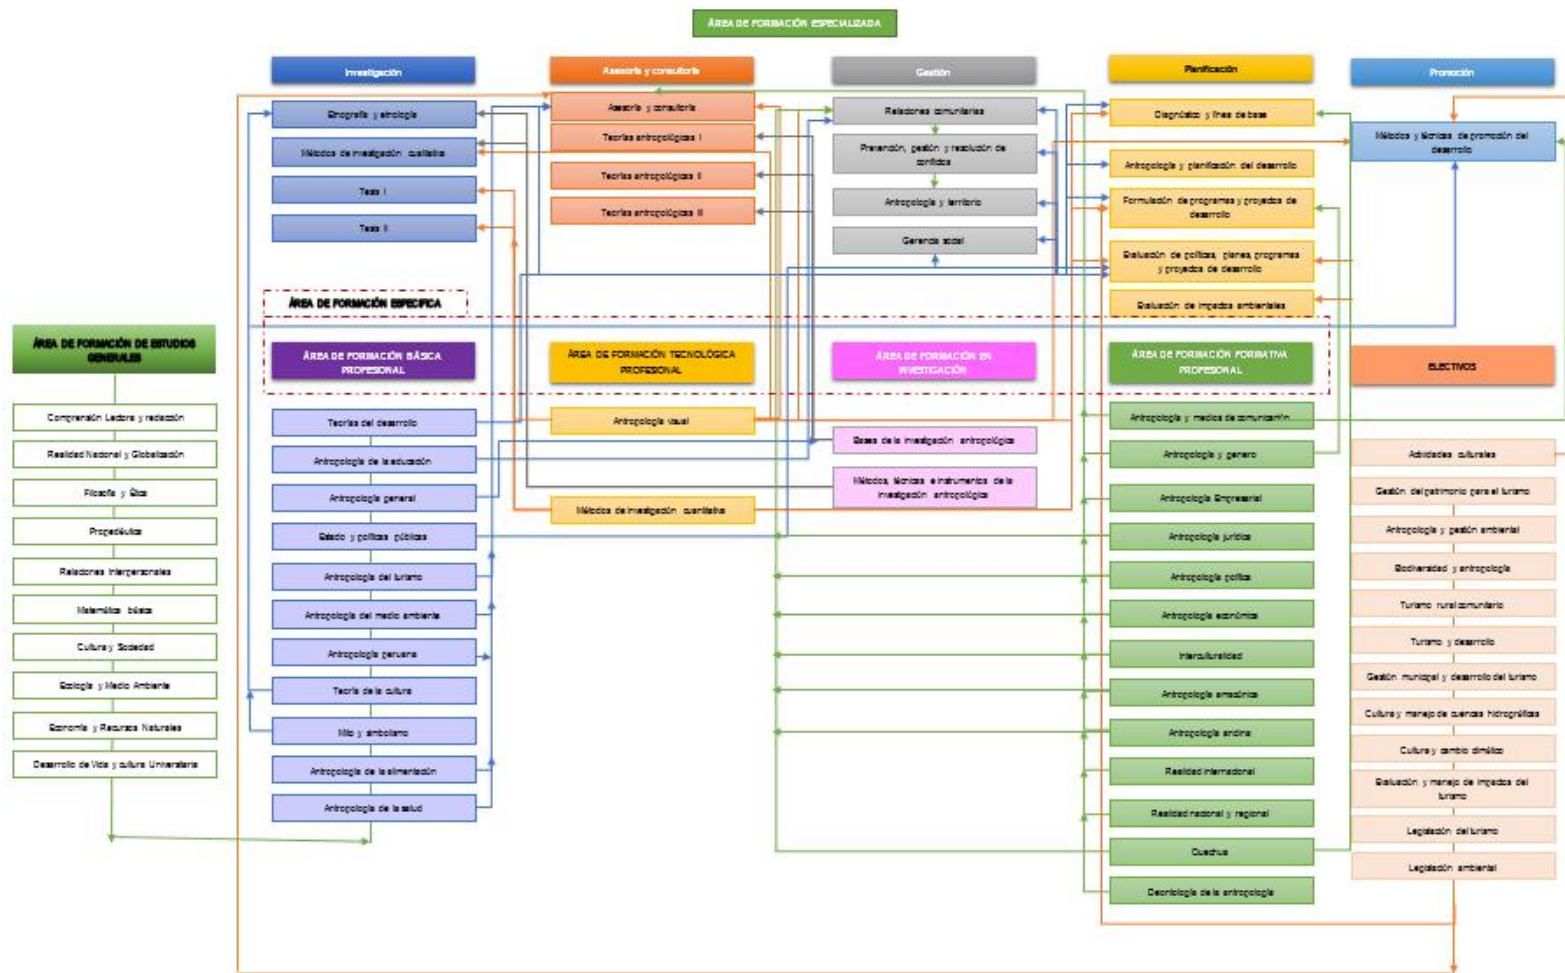 ÁREA DE FORMACIÓN ESPECIALIZADA
Investigación
Asesoría y consultoría
Gestión
Planificación
Promoción
Etnografía y etnología
Métodos de investigación cualitativa
Tesis I
Tesis II
Asesoría y consultoría
Teorías antropológicas I
Teorías antropológicas II
Teorías antropológicas III
Relaciones comunitarias
Prevención, gestión y resolución de
conflictos
Antropología y territorio
Gerencia social
Diagnóstico y línea de base
Antropología y planificación del desarrollo
Formulación de programas y proyectos de
desarrollo
Evaluación de políticas, planes, programas
y proyectos de desarrollo
Evaluación de impactos ambientales
Métodos y técnicas de promoción del
desarrollo
ÁREA DE FORMACIÓN ESPECIFICA
ÁREA DE FORMACIÓN DE ESTUDIOS
GENERALES
Comprensión Lectora y redacción
Realidad Nacional y Globalización
Filosofía y Ética
Propedéutica
Relaciones Interpersonales
Matemática básica
Cultura y Sociedad
Ecología y Medio Ambiente
Economía y Recursos Naturales
Desarrollo de Vida y cultura Universitaria
ÁREA DE FORMACIÓN BÁSICA
PROFESIONAL
Teorías del desarrollo
Antropología de la educación
Antropología general
Estado y políticas públicas
Antropología del turismo
Antropología del medio ambiente
Antropología peruana
Teoría de la cultura
Mito y simbolismo
Antropología de la alimentación
Antropología de la salud
ÁREA DE FORMACIÓN TECNOLÓGICA
PROFESIONAL
Antropología visual
Métodos de investigación cuantitativa
ÁREA DE FORMACIÓN EN
INVESTIGACIÓN
Bases de la investigación antropológica
Métodos, técnicas e instrumentos de la
investigación antropológica
ÁREA DE FORMACIÓN FORMATIVA
PROFESIONAL
Antropología y medios de comunicación
Antropología y genero
Antropología Empresarial
Antropología jurídica
Antropología política
Antropología económica
Interculturalidad
Antropología amazónica
Antropología andina
Realidad internacional
Realidad nacional y regional
Quechua
Deontología de la antropología
ELECTIVOS
Actividades culturales
Gestión del patrimonio para el turismo
Antropología y gestión ambiental
Biodiversidad y antropología
Turismo rural comunitario
Turismo y desarrollo
Gestión municipal y desarrollo del turismo
Cultura y manejo de cuencas hidrográficas
Cultura y cambio climático
Evaluación y manejo de impactos del
turismo
Legislación del turismo
Legislación ambiental